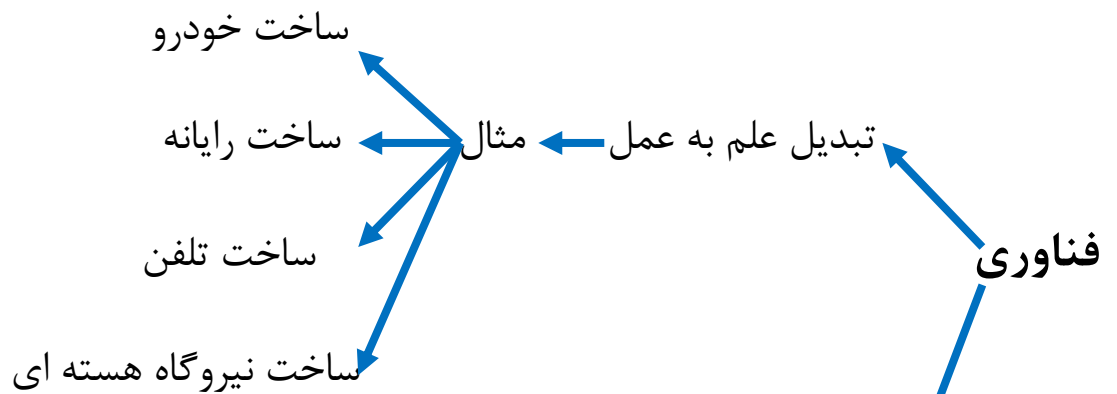 ساخت خودرو
تبدیل علم به عمل مثال ساخت رایانه
فناوری ساخت تلفن
ساخت نیروگاه هسته ای